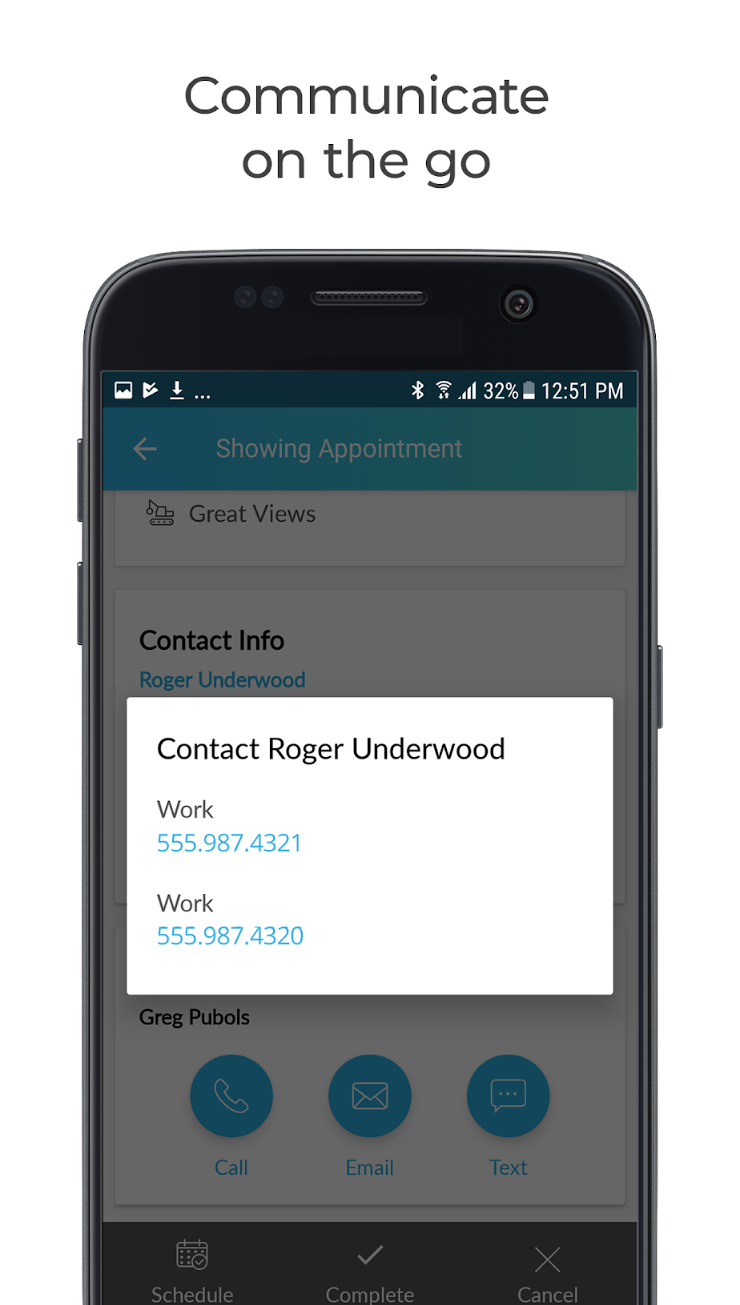 Communicate
on the go
... 32% 12:51 PM
Showing Appointment
Great Views
Contact Info
Roger Underwood
Contact Roger Underwood
Work
555.987.4321
Work
555.987.4320
Greg Pubols
Call Email Text
Schedule Complete Cancel